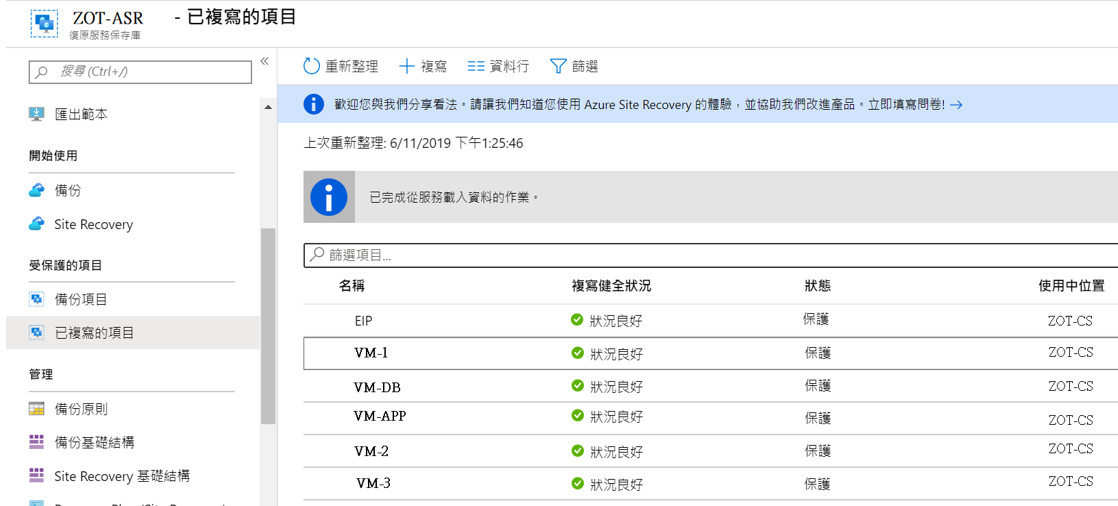 ZOT-ASR - 已複寫的項目
復原服務保存庫
搜尋 (Ctrl+/)
«
匯出範本
開始使用
備份
Site Recovery
受保護的項目
備份項目
已複寫的項目
管理
備份原則
備份基礎結構
Site Recovery 基礎結構
重新整理 複寫 資料行 篩選
歡迎您與我們分享看法。請讓我們知道您使用 Azure Site Recovery 的體驗，並協助我們改進產品。立即填寫問卷! →
上次重新整理: 6/11/2019 下午1:25:46
已完成從服務載入資料的作業。
篩選項目...
名稱 複寫健全狀況 狀態 使用中位置
EIP 狀況良好 保護 ZOT-CS
VM-1 狀況良好 保護 ZOT-CS
VM-DB 狀況良好 保護 ZOT-CS
VM-APP 狀況良好 保護 ZOT-CS
VM-2 狀況良好 保護 ZOT-CS
VM-3 狀況良好 保護 ZOT-CS